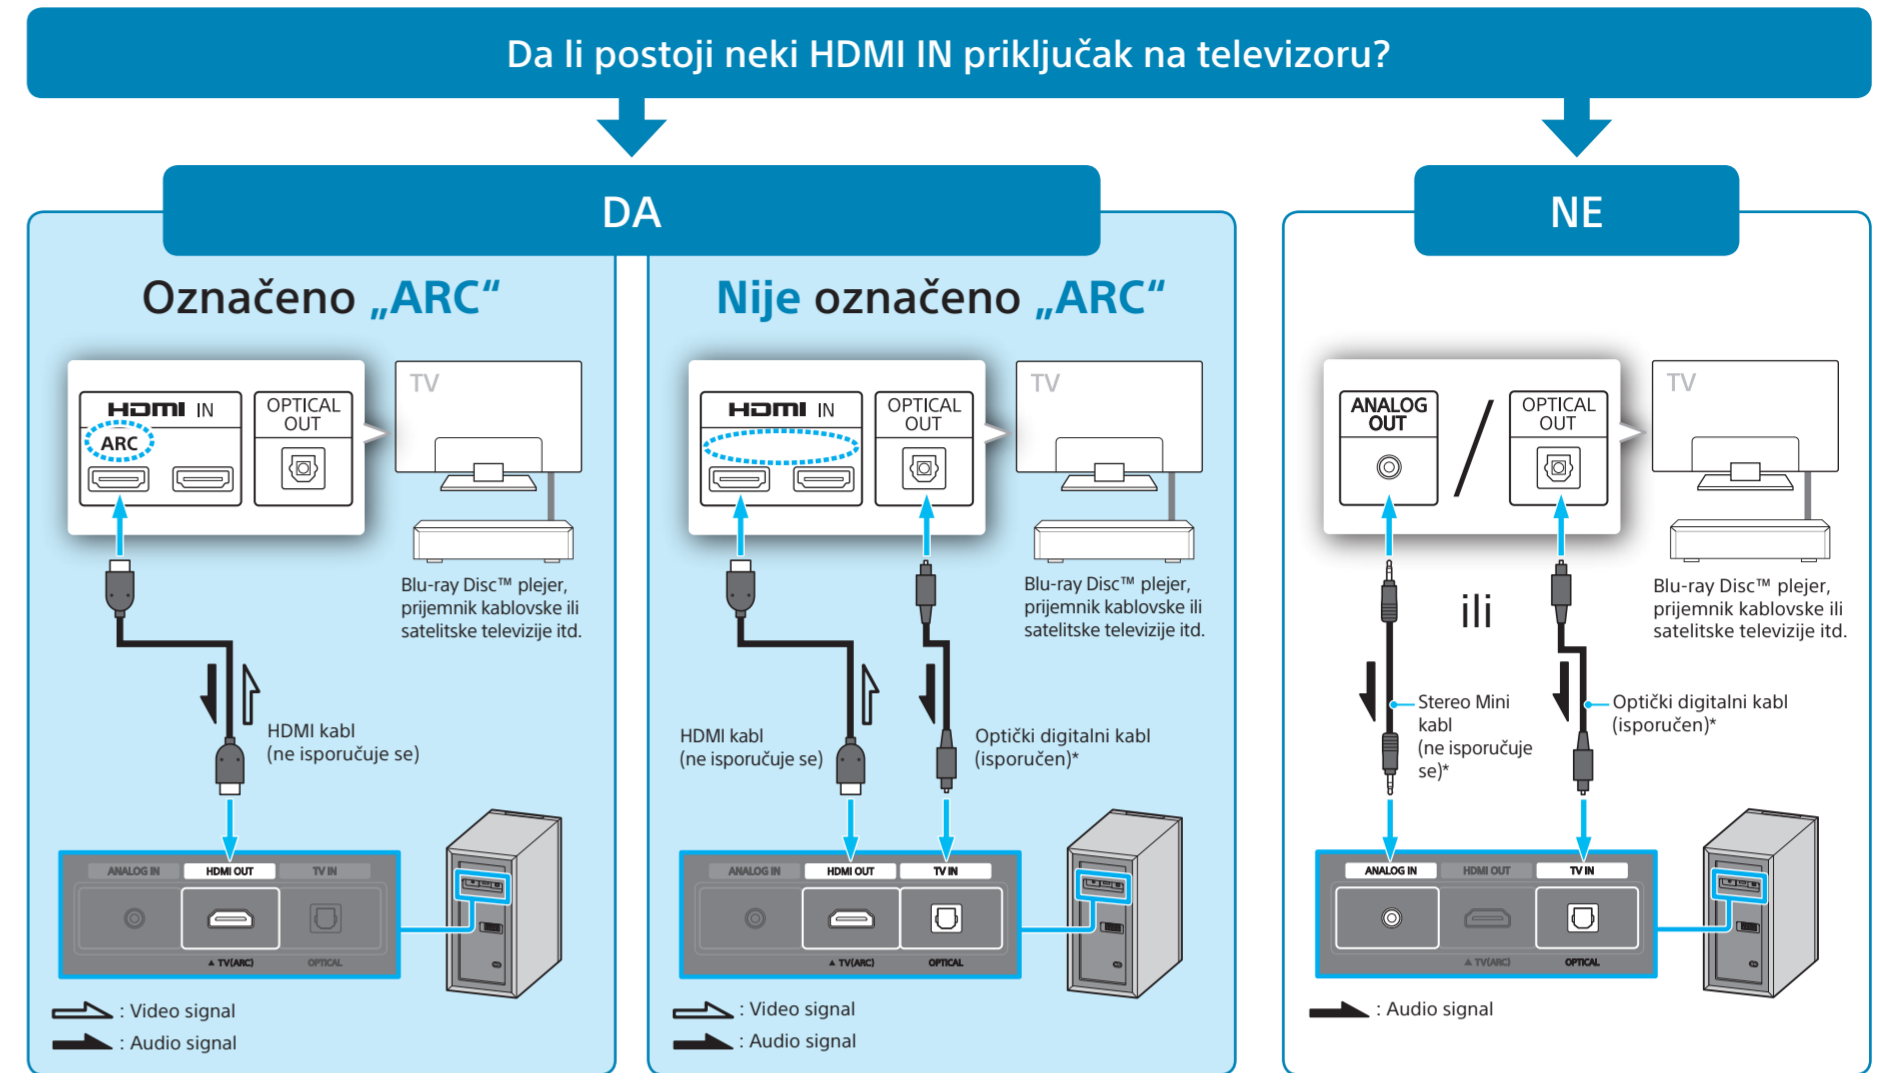 Da li postoji neki HDMI IN priključak na televizoru?
DA
NE
Označeno „ARC“
HDMI IN
ARC
OPTICAL
OUT
TV
Blu-ray Disc™ plejer,
prijemnik kablovske ili
satelitske televizije itd.
HDMI kabl
(ne isporučuje se)
ANALOG IN
HDMI OUT
TV IN
▲ TV(ARC)
OPTICAL
: Video signal
: Audio signal
Nije označeno „ARC“
HDMI IN
OPTICAL
OUT
TV
Blu-ray Disc™ plejer,
prijemnik kablovske ili
satelitske televizije itd.
HDMI kabl
(ne isporučuje se)
Optički digitalni kabl
(isporučen)*
ANALOG IN
HDMI OUT
TV IN
▲ TV(ARC)
OPTICAL
: Video signal
: Audio signal
ANALOG
OUT
/
OPTICAL
OUT
TV
Blu-ray Disc™ plejer,
prijemnik kablovske ili
satelitske televizije itd.
ili
Stereo Mini
kabl
(ne isporučuje
se)*
Optički digitalni kabl
(isporučen)*
ANALOG IN
HDMI OUT
TV IN
▲ TV(ARC)
OPTICAL
: Audio signal